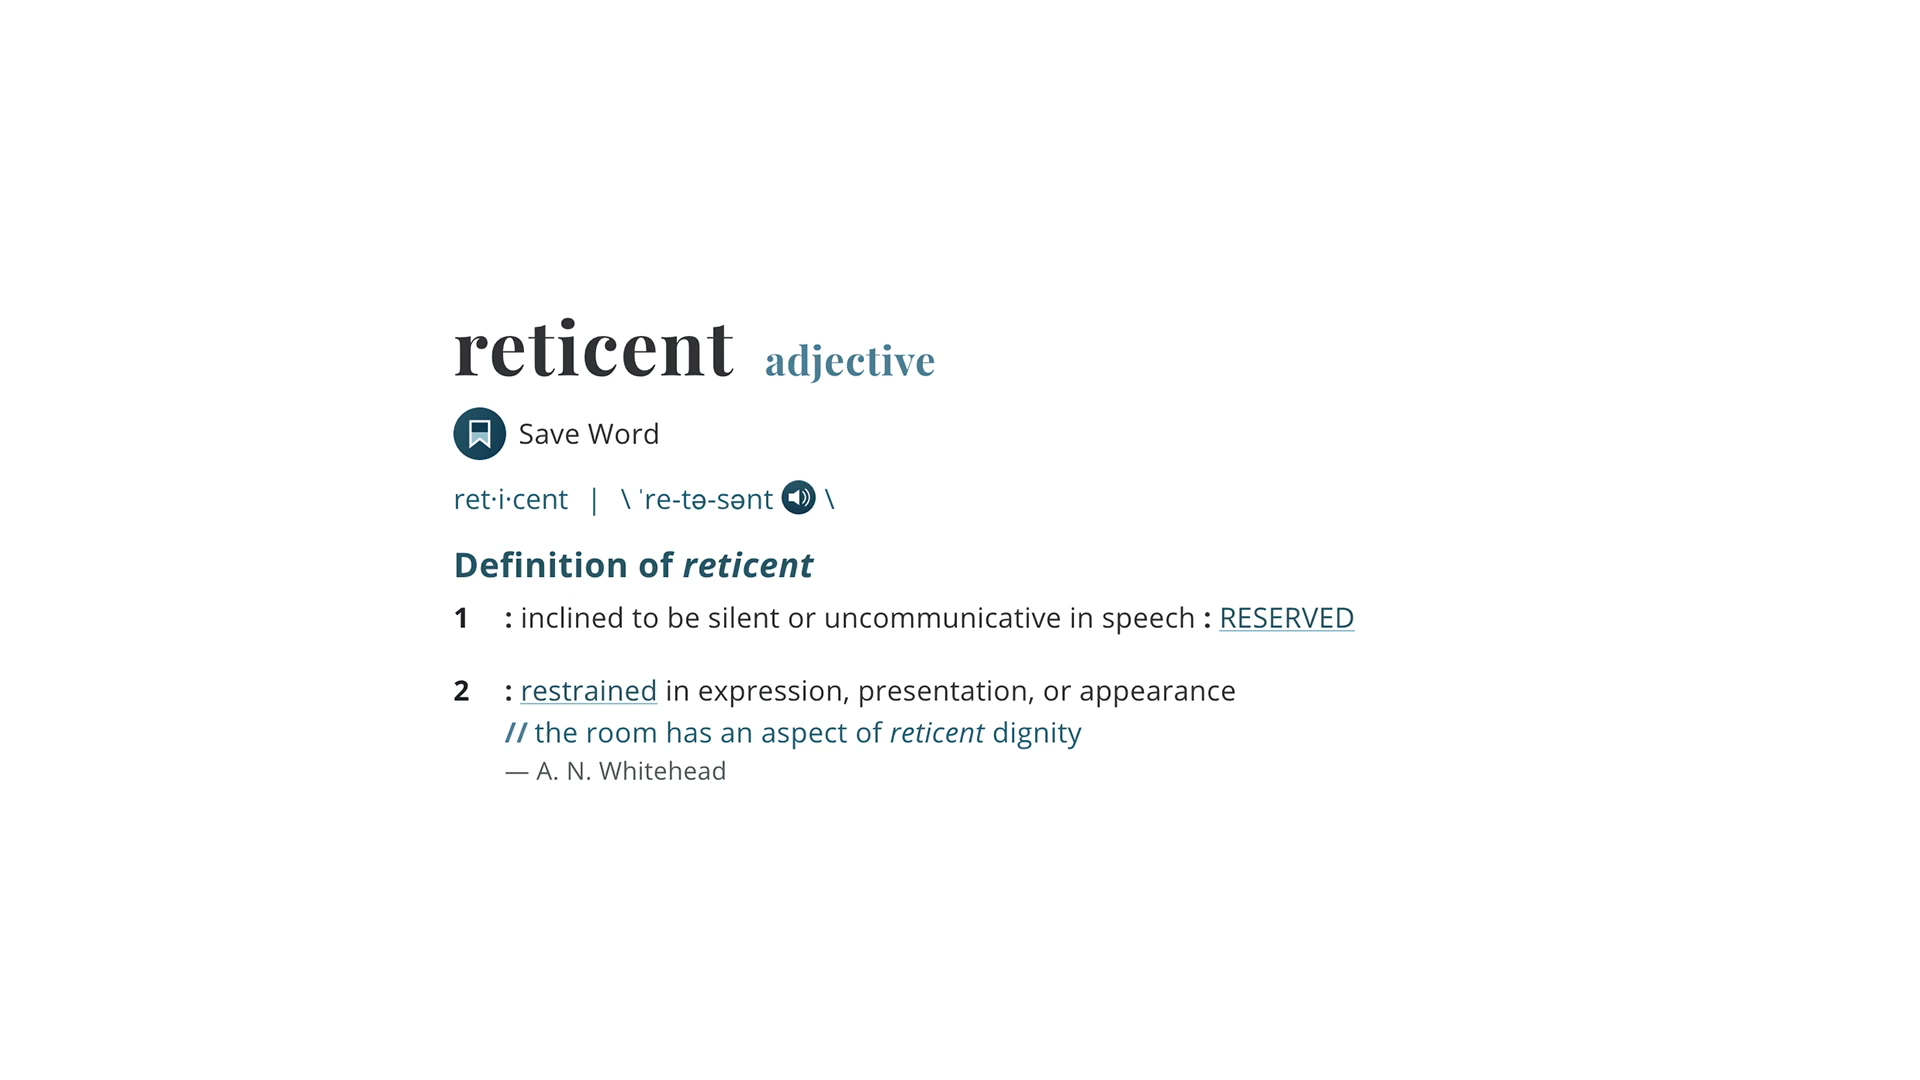 reticent adjective
Save Word
ret·i·cent | \ ˈre-tə-sənt \
Definition of reticent
1 : inclined to be silent or uncommunicative in speech : RESERVED
2 : restrained in expression, presentation, or appearance
// the room has an aspect of reticent dignity
— A. N. Whitehead